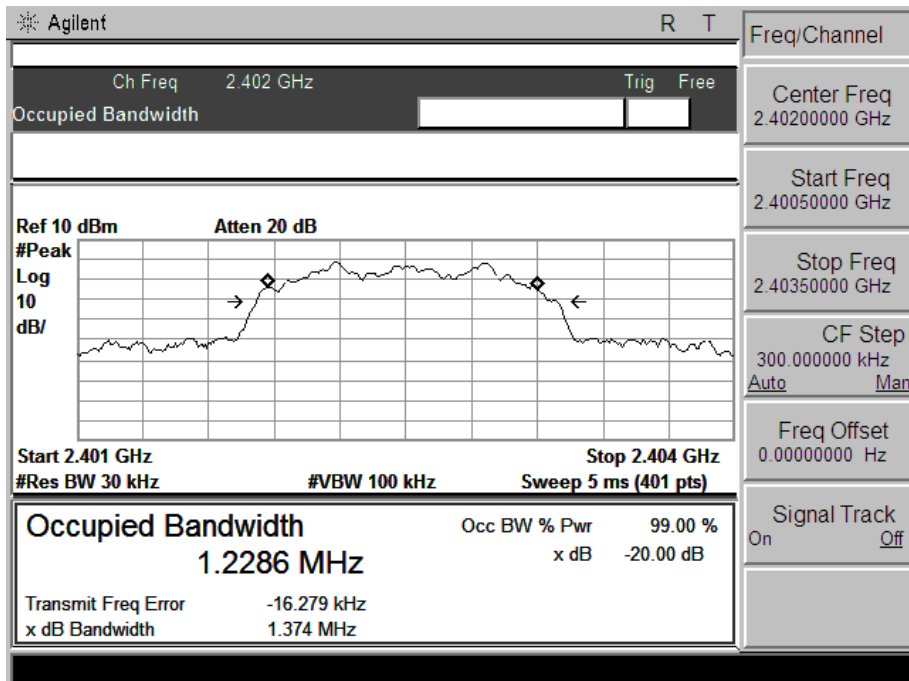 Agilent R T
Ch Freq 2.402 GHz Trig Free
Occupied Bandwidth
Ref 10 dBm Atten 20 dB
#Peak
Log
10
dB/
Start 2.401 GHz Stop 2.404 GHz
#Res BW 30 kHz #VBW 100 kHz Sweep 5 ms (401 pts)
Occupied Bandwidth
1.2286 MHz
Occ BW % Pwr 99.00 %
x dB -20.00 dB
Transmit Freq Error -16.279 kHz
x dB Bandwidth 1.374 MHz
Freq/Channel
Center Freq
2.40200000 GHz
Start Freq
2.40050000 GHz
Stop Freq
2.40350000 GHz
CF Step
300.000000 kHz
Auto Man
Freq Offset
0.00000000 Hz
Signal Track
On Off